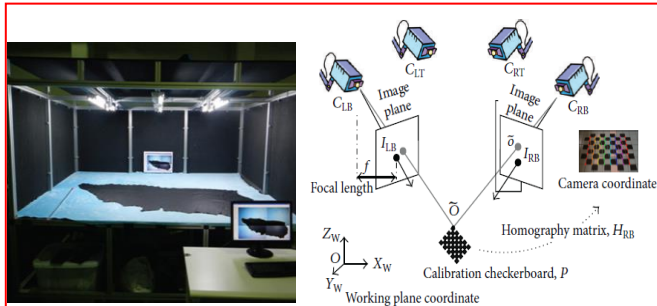 C_LT
C_RT
C_LB
C_RB
Image
plane
Image
plane
I_LB
õ
I_RB
f
Focal length
Camera coordinate
Õ
Homography matrix, H_RB
Z_W
O
X_W
Y_W
Calibration checkerboard, P
Working plane coordinate